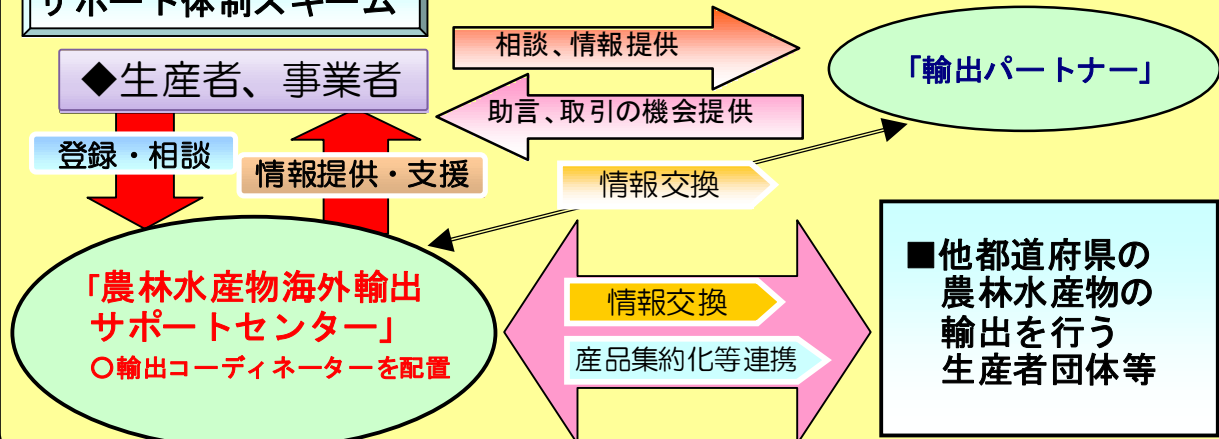 サポート体制スキーム
◆生産者、事業者
相談、情報提供
「輸出パートナー」
助言、取引の機会提供
登録・相談
情報提供・支援
情報交換
「農林水産物海外輸出
サポートセンター」
○輸出コーディネーターを配置
情報交換
産品集約化等連携
■他都道府県の
農林水産物の
輸出を行う
生産者団体等